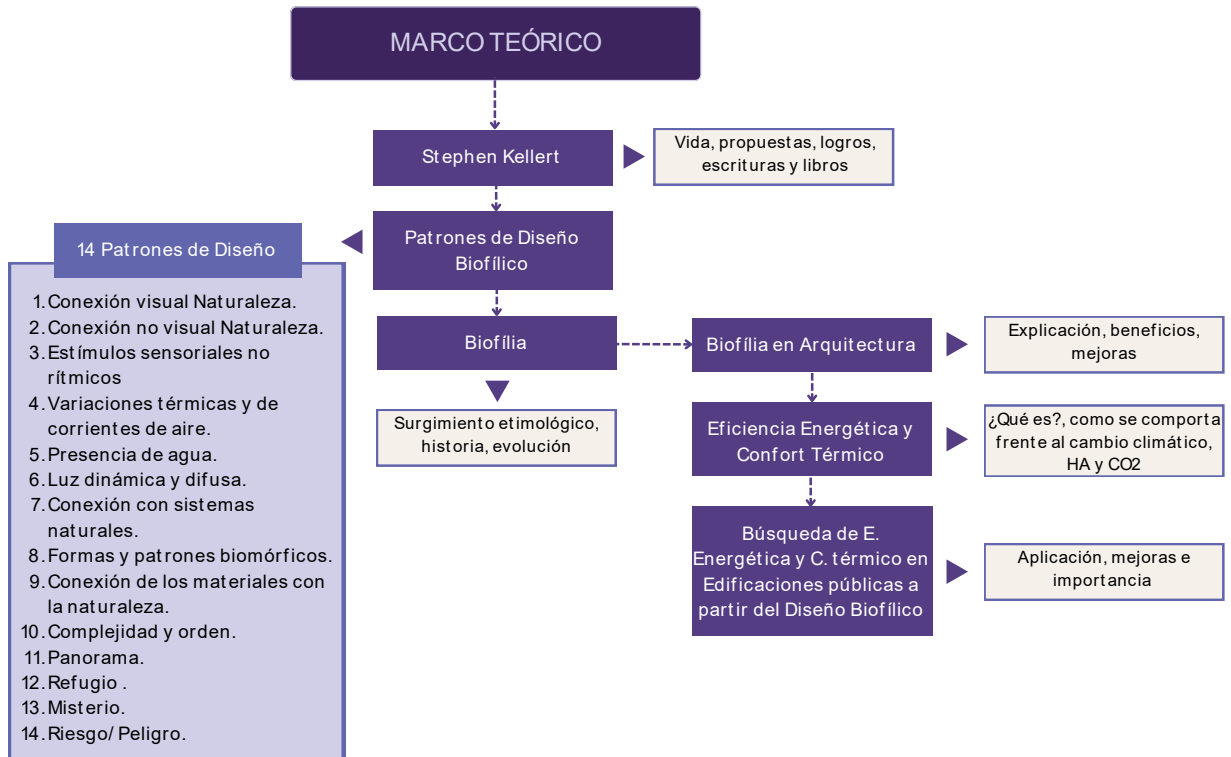 MARCO TEÓRICO
Stephen Kellert
Vida, propuestas, logros,
escrituras y libros
Patrones de Diseño
Biofílico
14 Patrones de Diseño
1. Conexión visual Naturaleza.
2. Conexión no visual Naturaleza.
3. Estímulos sensoriales no
rítmicos
4. Variaciones térmicas y de
corrientes de aire.
5. Presencia de agua.
6. Luz dinámica y difusa.
7. Conexión con sistemas
naturales.
8. Formas y patrones biomórficos.
9. Conexión de los materiales con
la naturaleza.
10. Complejidad y orden.
11. Panorama.
12. Refugio .
13. Misterio.
14. Riesgo/ Peligro.
Biofília
Surgimiento etimológico,
historia, evolución
Biofília en Arquitectura
Explicación, beneficios,
mejoras
Eficiencia Energética y
Confort Térmico
¿Qué es?, como se comporta
frente al cambio climático,
HA y CO2
Búsqueda de E.
Energética y C. térmico en
Edificaciones públicas a
partir del Diseño Biofílico
Aplicación, mejoras e
importancia